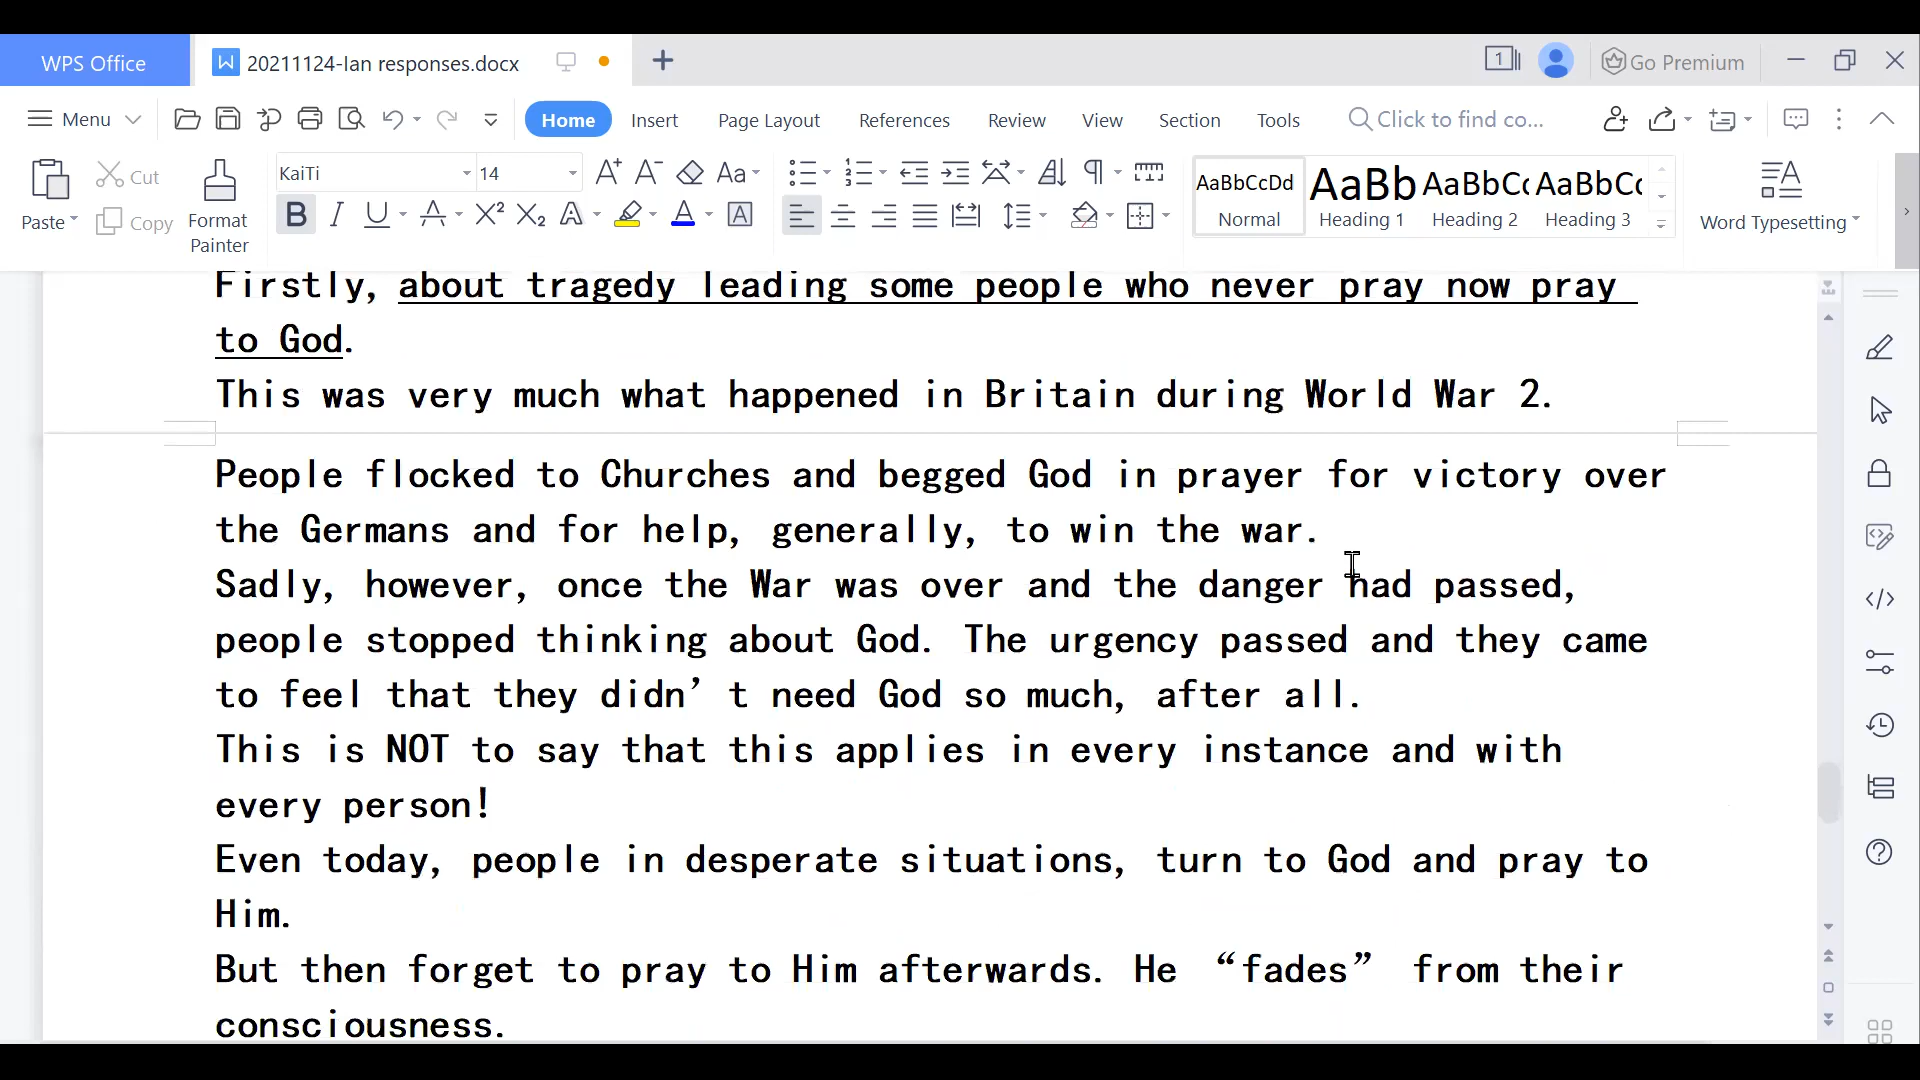 WPS Office
20211124-Ian responses.docx
1
Go Premium
Menu
Home
Insert
Page Layout
References
Review
View
Section
Tools
Click to find co...
Paste
Cut
Copy
Format
Painter
KaiTi
14
AaBbCcDd
Normal
AaBb
Heading 1
AaBbCc
Heading 2
AaBbCc
Heading 3
Word Typesetting
Firstly, about tragedy leading some people who never pray now pray
to God.
This was very much what happened in Britain during World War 2.
People flocked to Churches and begged God in prayer for victory over
the Germans and for help, generally, to win the war.
Sadly, however, once the War was over and the danger had passed,
people stopped thinking about God. The urgency passed and they came
to feel that they didn’t need God so much, after all.
This is NOT to say that this applies in every instance and with
every person!
Even today, people in desperate situations, turn to God and pray to
Him.
But then forget to pray to Him afterwards. He “fades” from their
consciousness.